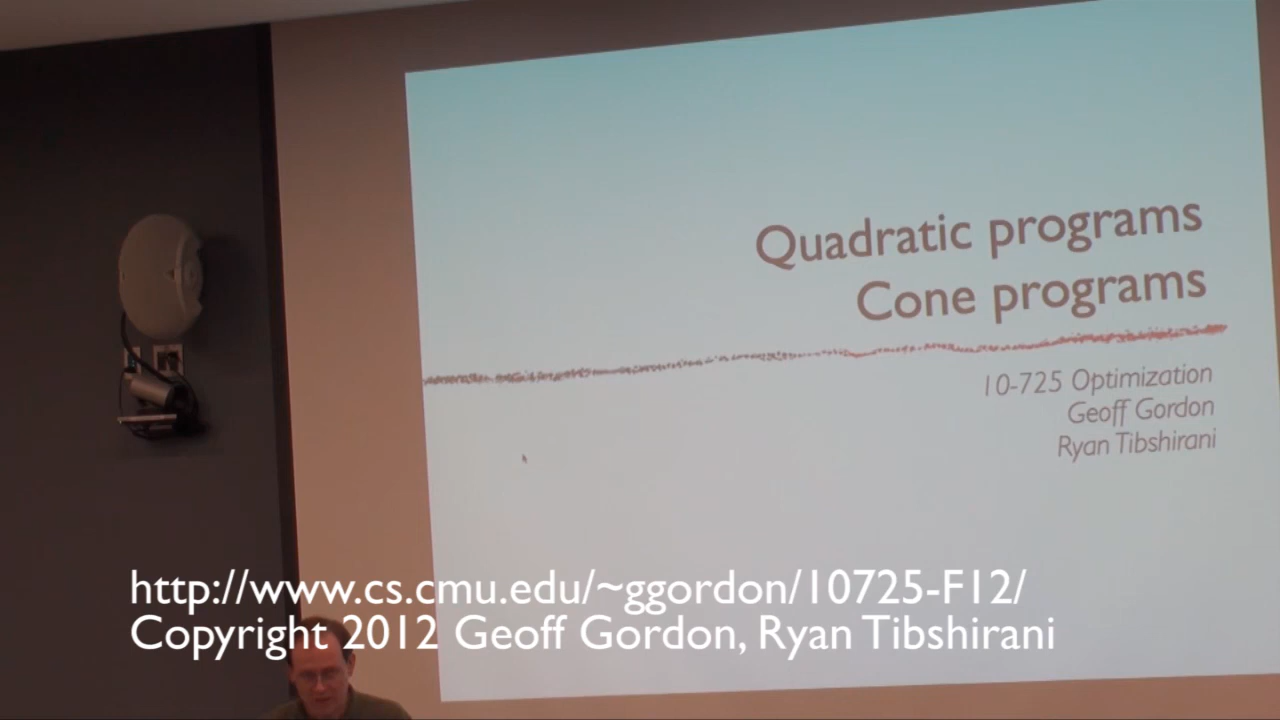 Quadratic programs
Cone programs
10-725 Optimization
Geoff Gordon
Ryan Tibshirani
http://www.cs.cmu.edu/~ggordon/10725-F12/
Copyright 2012 Geoff Gordon, Ryan Tibshirani